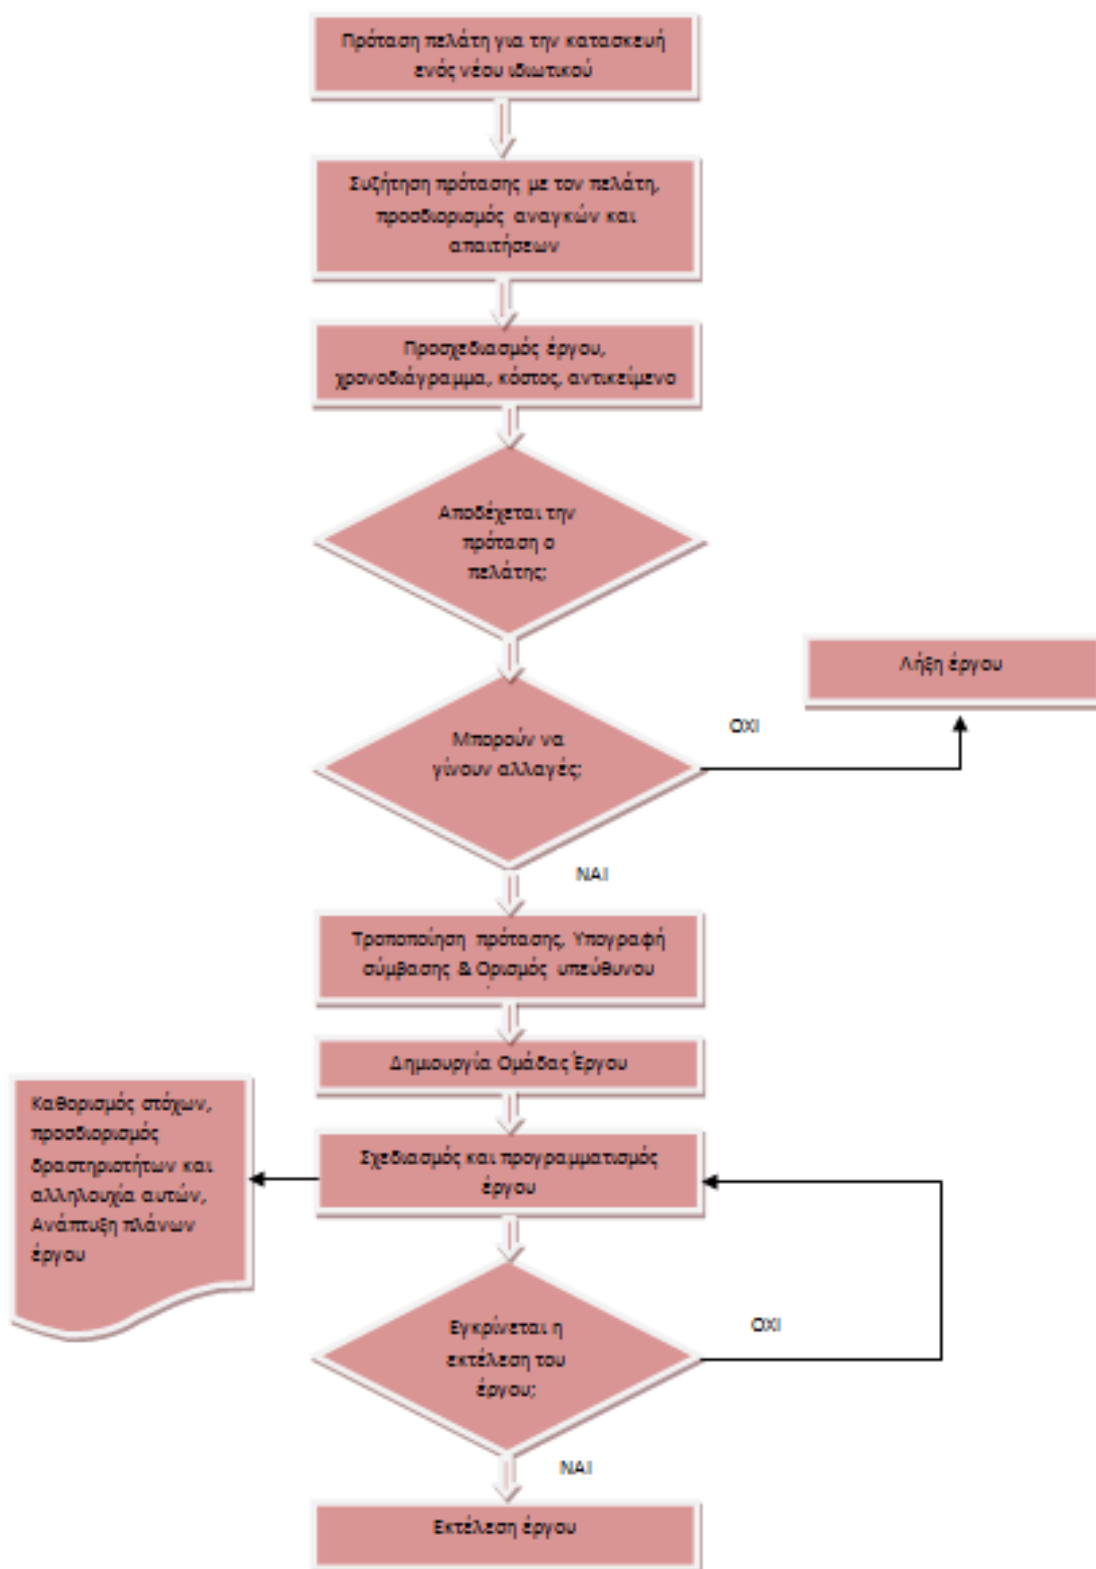 Πρόταση πελάτη για την κατασκευή
ενός νέου ιδιωτικού
Συζήτηση πρότασης με τον πελάτη,
προσδιορισμός αναγκών και
απαιτήσεων
Προσχεδιασμός έργου,
χρονοδιάγραμμα, κόστος, αντικείμενο
Αποδέχεται την
πρόταση ο
πελάτης;
Λήξη έργου
ΟΧΙ
Μπορούν να
γίνουν αλλαγές;
ΝΑΙ
Τροποποίηση πρότασης, Υπογραφή
σύμβασης & Ορισμός υπεύθυνου
Δημιουργία Ομάδας Έργου
Καθορισμός στόχων,
προσδιορισμός
δραστηριοτήτων και
αλληλουχία αυτών,
Ανάπτυξη πλάνων
έργου
Σχεδιασμός και προγραμματισμός
έργου
Εγκρίνεται η
εκτέλεση του
έργου;
ΟΧΙ
ΝΑΙ
Εκτέλεση έργου